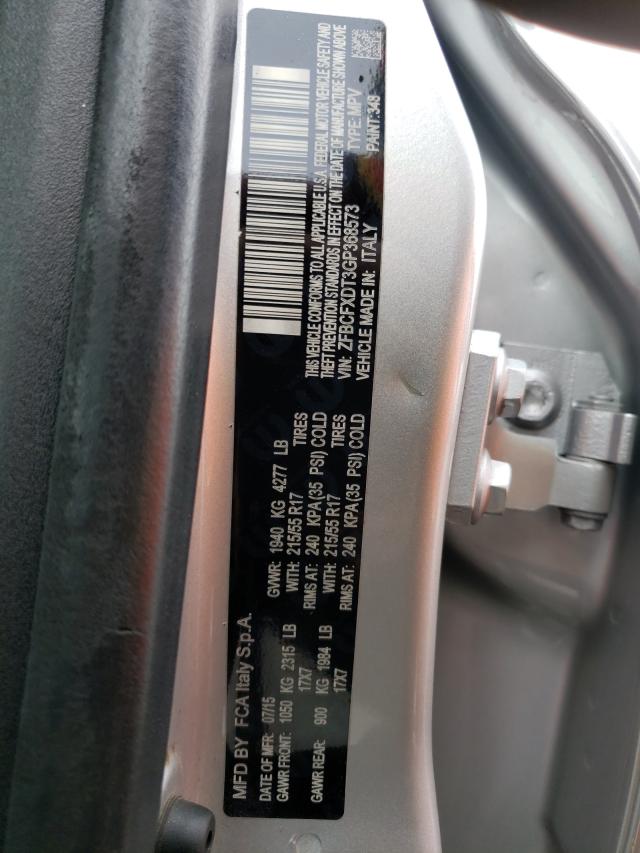 MFD BY FCA Italy S.p.A.
DATE OF MFR: 07/15 GVWR: 1940 KG 4277 LB
GAWR FRONT: 1050 KG 2315 LB WITH: 215/55 R17 TIRES
17X7 RIMS AT: 240 KPA(35 PSI) COLD
GAWR REAR: 900 KG 1984 LB WITH: 215/55 R17 TIRES
17X7 RIMS AT: 240 KPA(35 PSI) COLD
THIS VEHICLE CONFORMS TO ALL APPLICABLE U.S.A. FEDERAL MOTOR VEHICLE SAFETY AND
THEFT PREVENTION STANDARDS IN EFFECT ON THE DATE OF MANUFACTURE SHOWN ABOVE
VIN: ZFBCFXDT3GP368573 TYPE: MPV
VEHICLE MADE IN: ITALY PAINT: 348